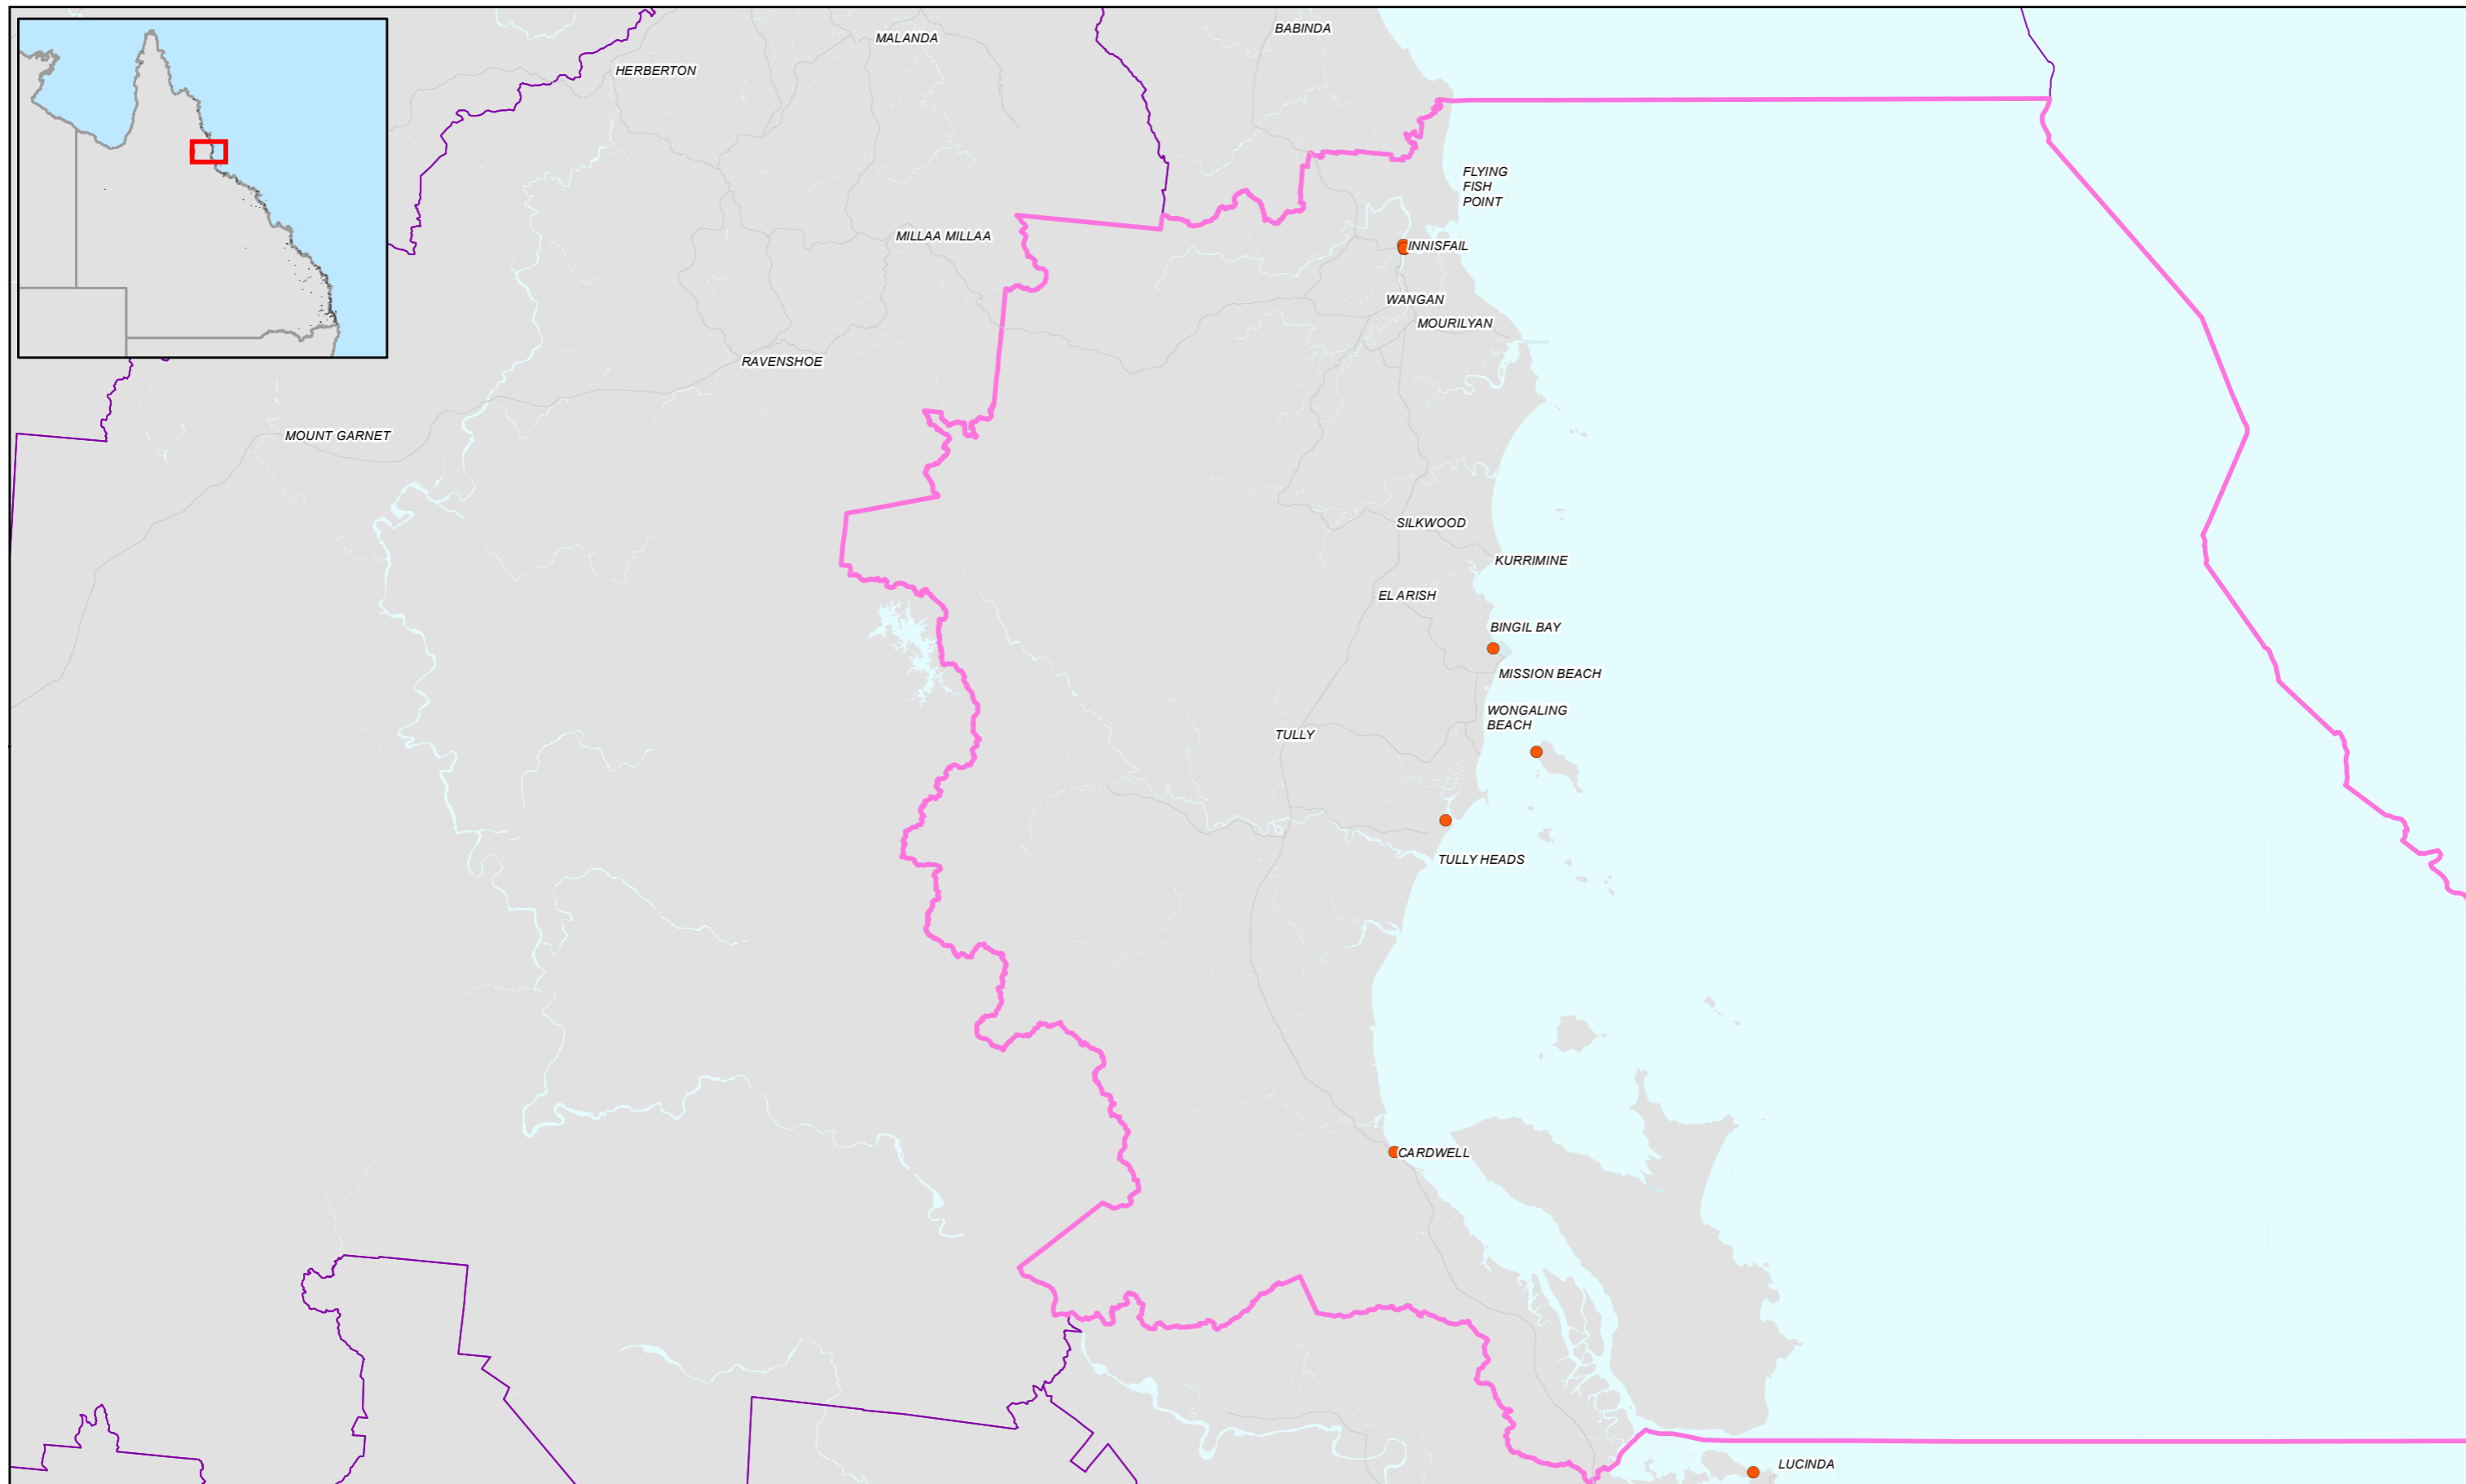 BABINDA
MALANDA
HERBERTON
FLYING
FISH
POINT
MILLAA MILLAA
INNISFAIL
WANGAN
MOURILYAN
RAVENSHOE
MOUNT GARNET
SILKWOOD
KURRIMINE
EL ARISH
BINGIL BAY
MISSION BEACH
WONGALING
BEACH
TULLY
TULLY HEADS
CARDWELL
LUCINDA